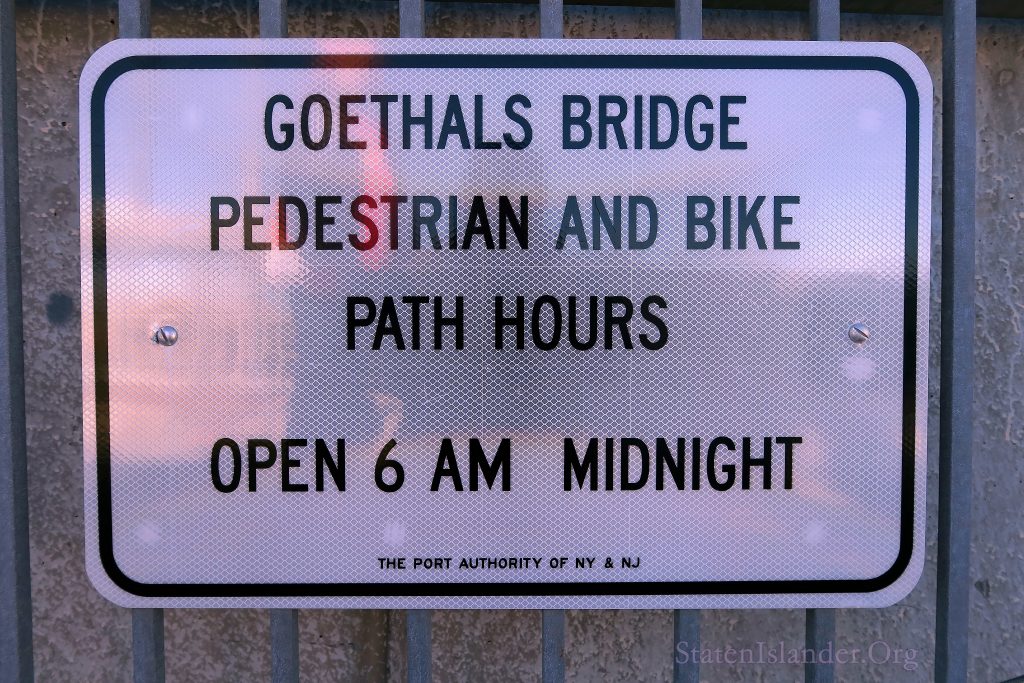 GOETHALS BRIDGE
PEDESTRIAN AND BIKE
PATH HOURS
OPEN 6 AM MIDNIGHT
THE PORT AUTHORITY OF NY & NJ
StatenIslander.Org